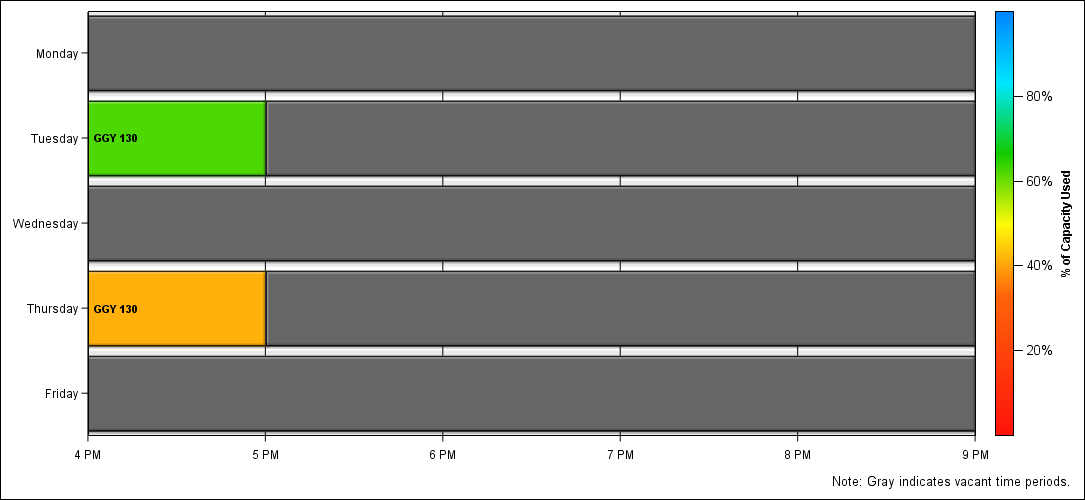 Monday
Tuesday
GGY 130
Wednesday
Thursday
GGY 130
Friday
4 PM 5 PM 6 PM 7 PM 8 PM 9 PM
80%
60%
40%
20%
% of Capacity Used
Note: Gray indicates vacant time periods.